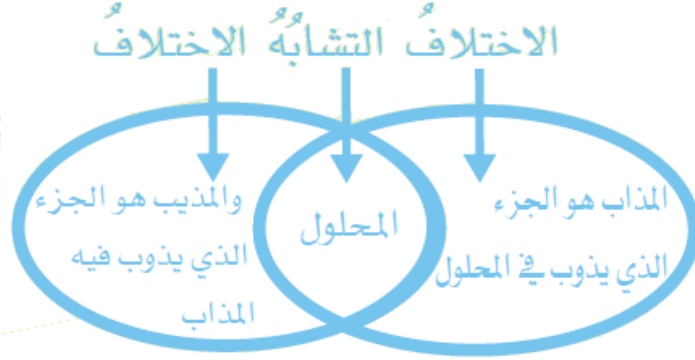 الاختلافُ التشابُهُ الاختلافُ
المذاب هو الجزء
الذي يذوب في المحلول
المحلول
والمذيب هو الجزء
الذي يذوب فيه
المذاب